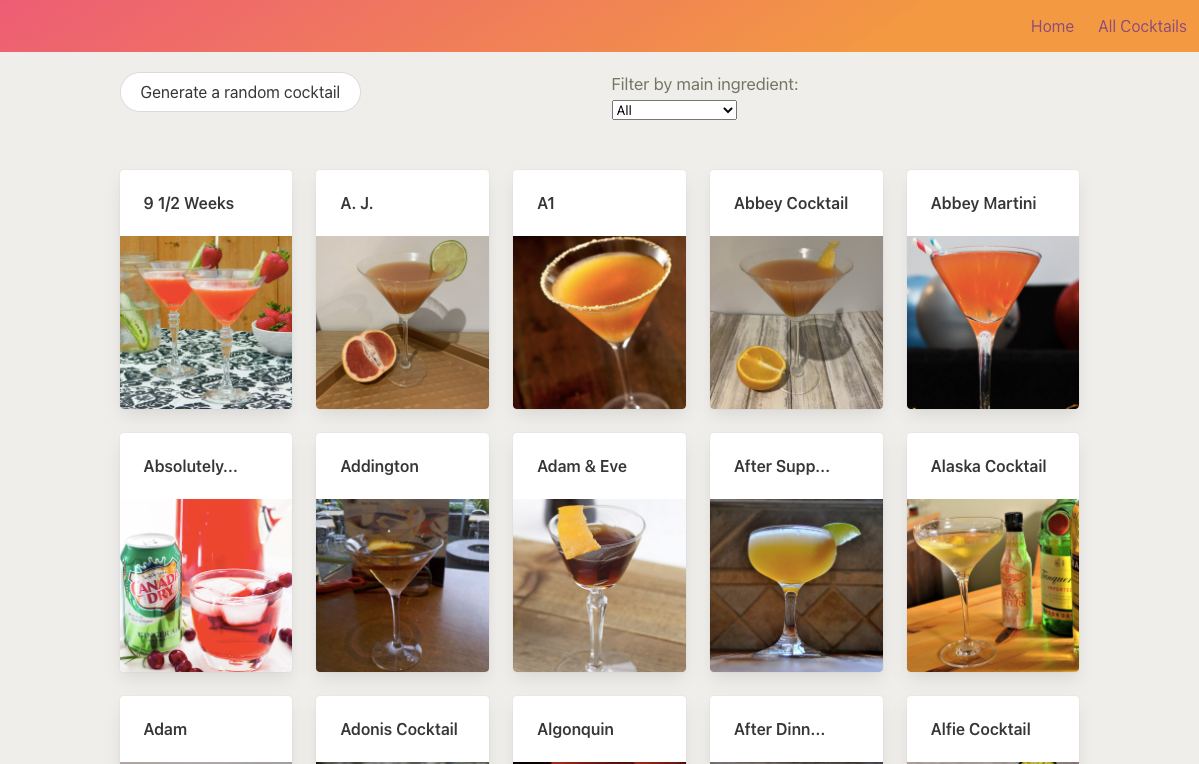 Home All Cocktails
Generate a random cocktail
Filter by main ingredient:
All
9 1/2 Weeks
A. J.
A1
Abbey Cocktail
Abbey Martini
Absolutely...
Addington
Adam & Eve
After Supp...
Alaska Cocktail
CANADA
DRY
Adam
Adonis Cocktail
Algonquin
After Dinn...
Alfie Cocktail